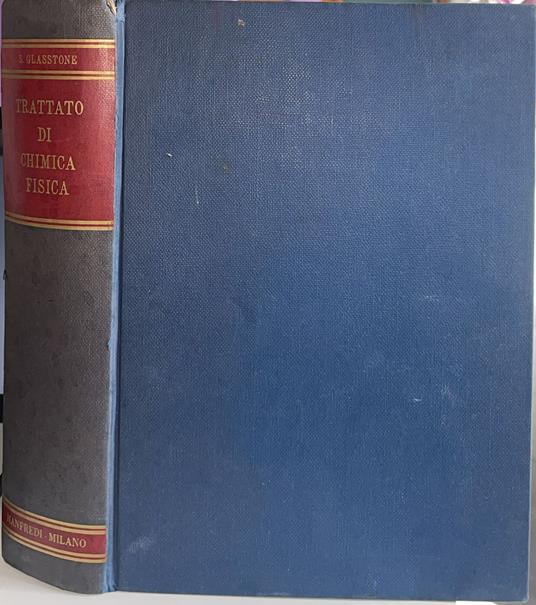 S. GLASSTONE
TRATTATO
DI
CHIMICA
FISICA
MANFREDI - MILANO